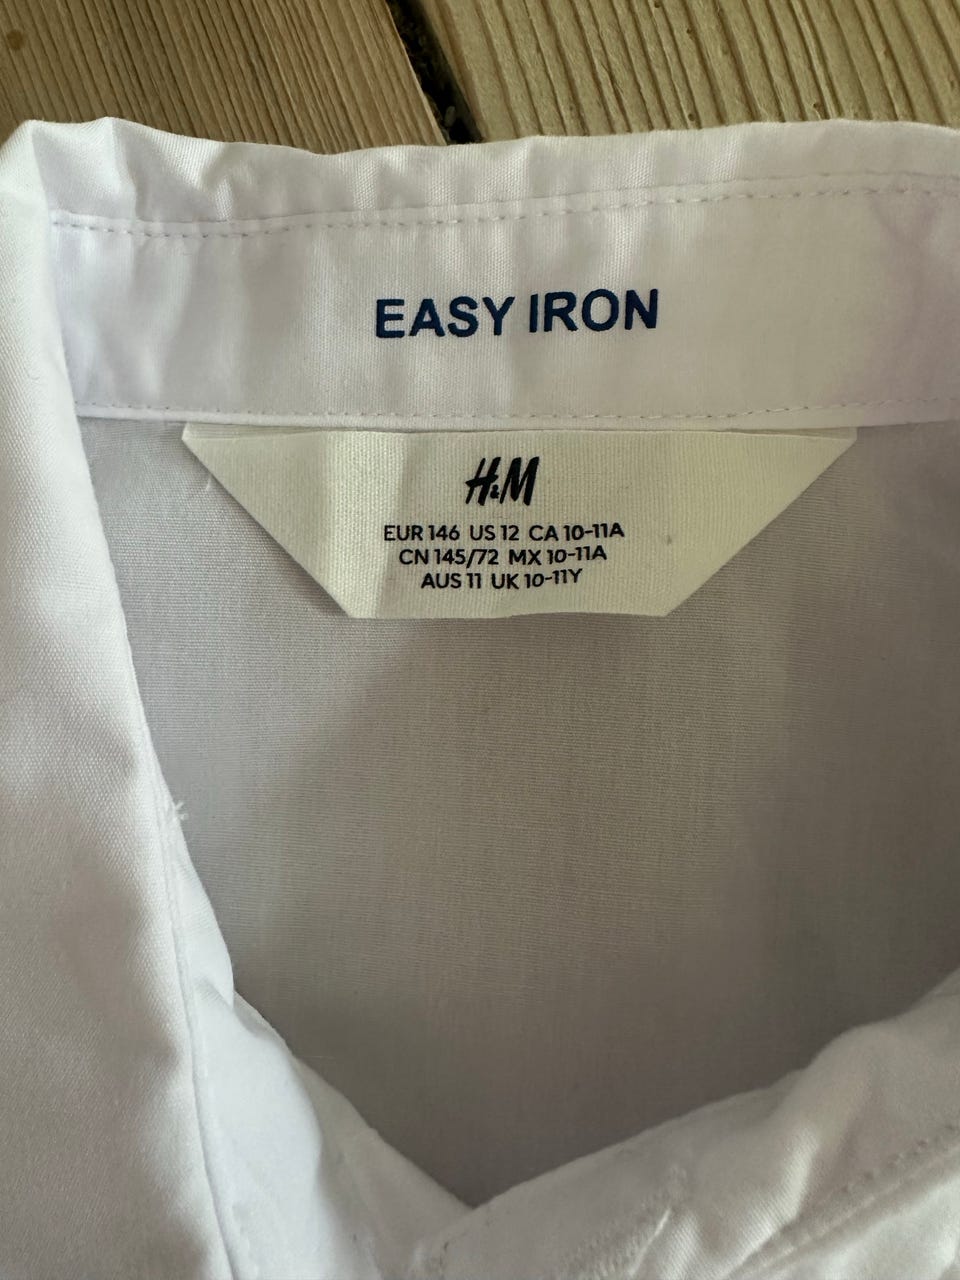 EASY IRON
H&M
EUR 146 US 12 CA 10-11A
CN 145/72 MX 10-11A
AUS 11 UK 10-11Y